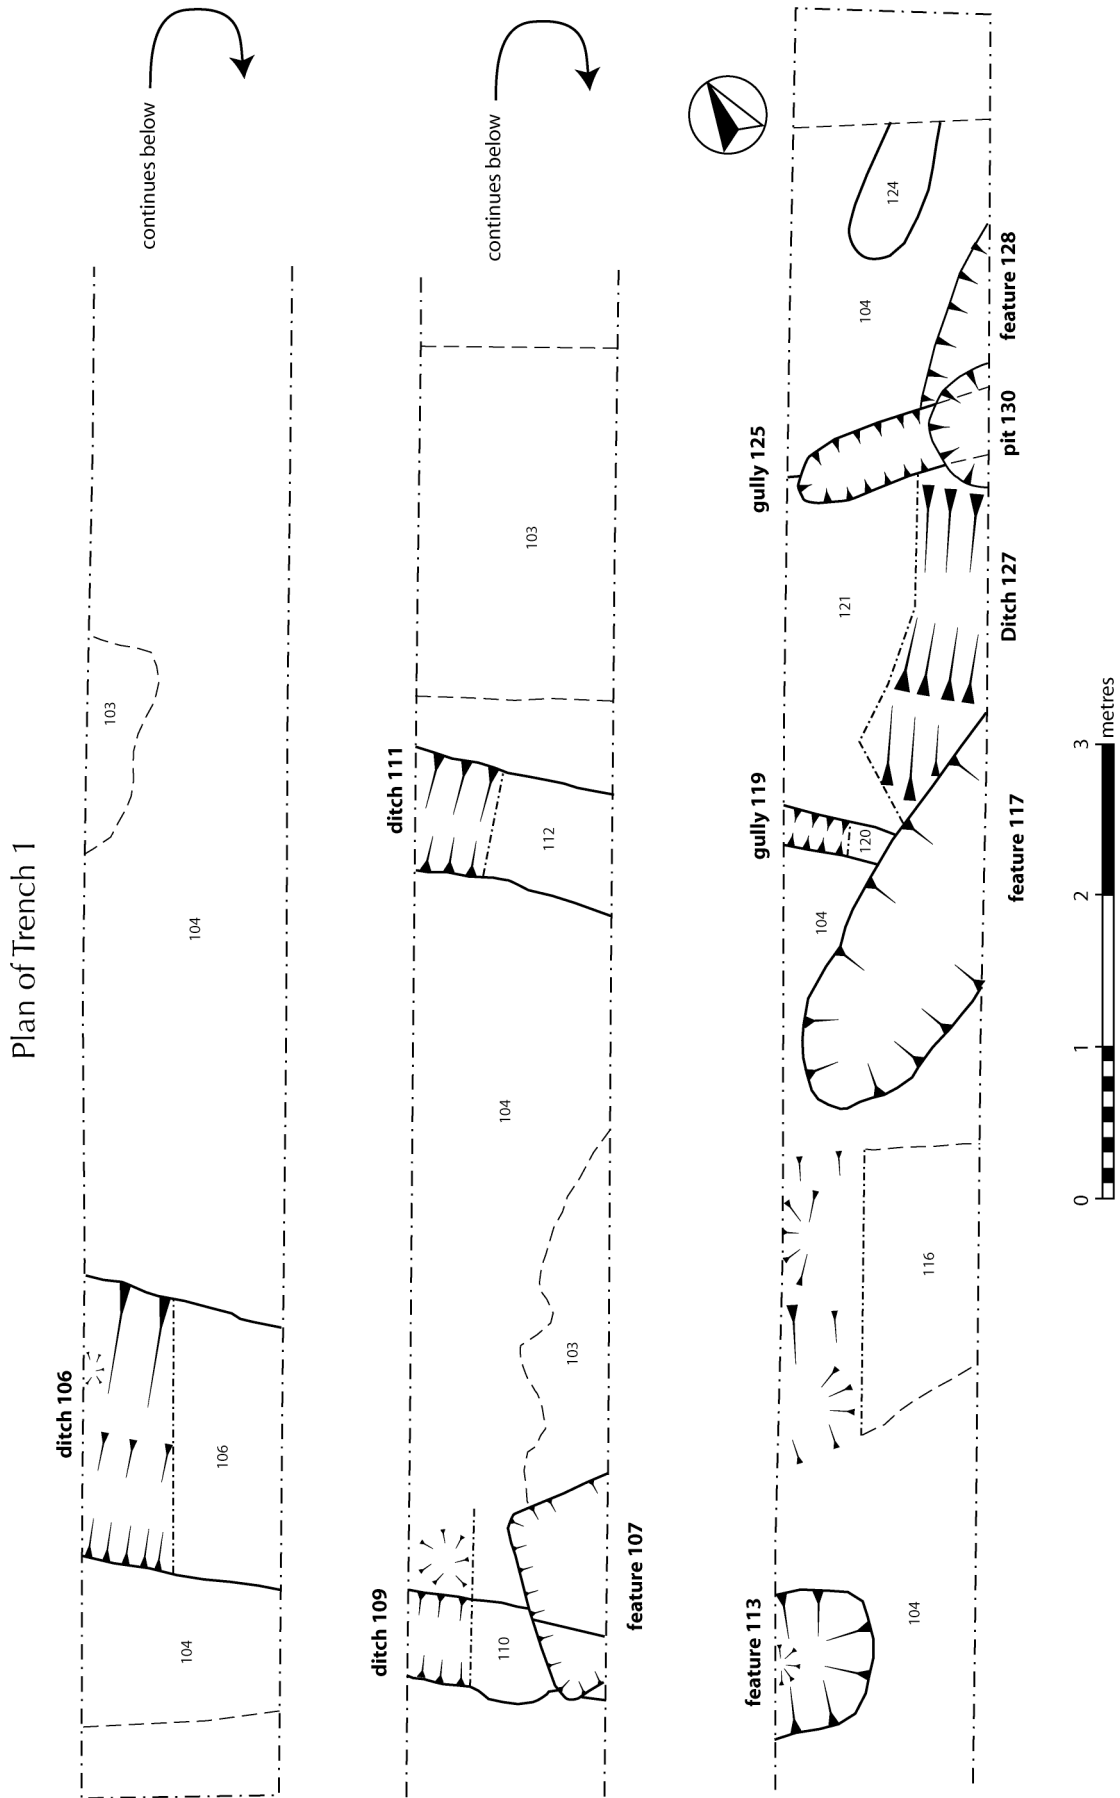 Plan of Trench 1
ditch 106
104
106
104
103
continues below
ditch 109
110
feature 107
103
104
ditch 111
112
103
continues below
feature 113
104
116
104
gully 119
120
feature 117
121
Ditch 127
gully 125
pit 130
104
feature 128
124
0
1
2
3
metres